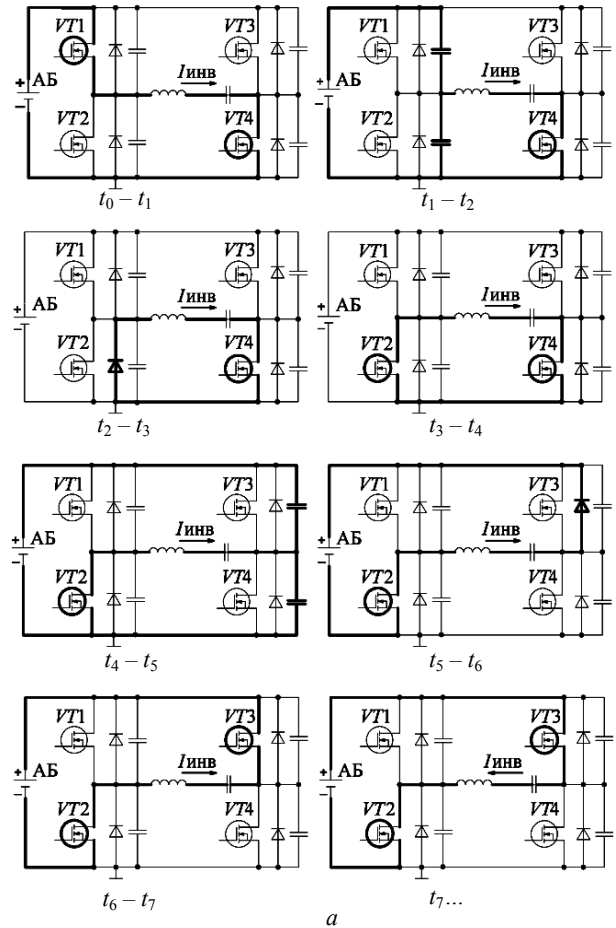 VT1 VT3
+ АБ Iинв
−
VT2 VT4
t0 – t1
VT1 VT3
+ АБ Iинв
−
VT2 VT4
t1 – t2
VT1 VT3
+ АБ Iинв
−
VT2 VT4
t2 – t3
VT1 VT3
+ АБ Iинв
−
VT2 VT4
t3 – t4
VT1 VT3
+ АБ Iинв
−
VT2 VT4
t4 – t5
VT1 VT3
+ АБ Iинв
−
VT2 VT4
t5 – t6
VT1 VT3
+ АБ Iинв
−
VT2 VT4
t6 – t7
VT1 VT3
+ АБ Iинв
−
VT2 VT4
t7...
а